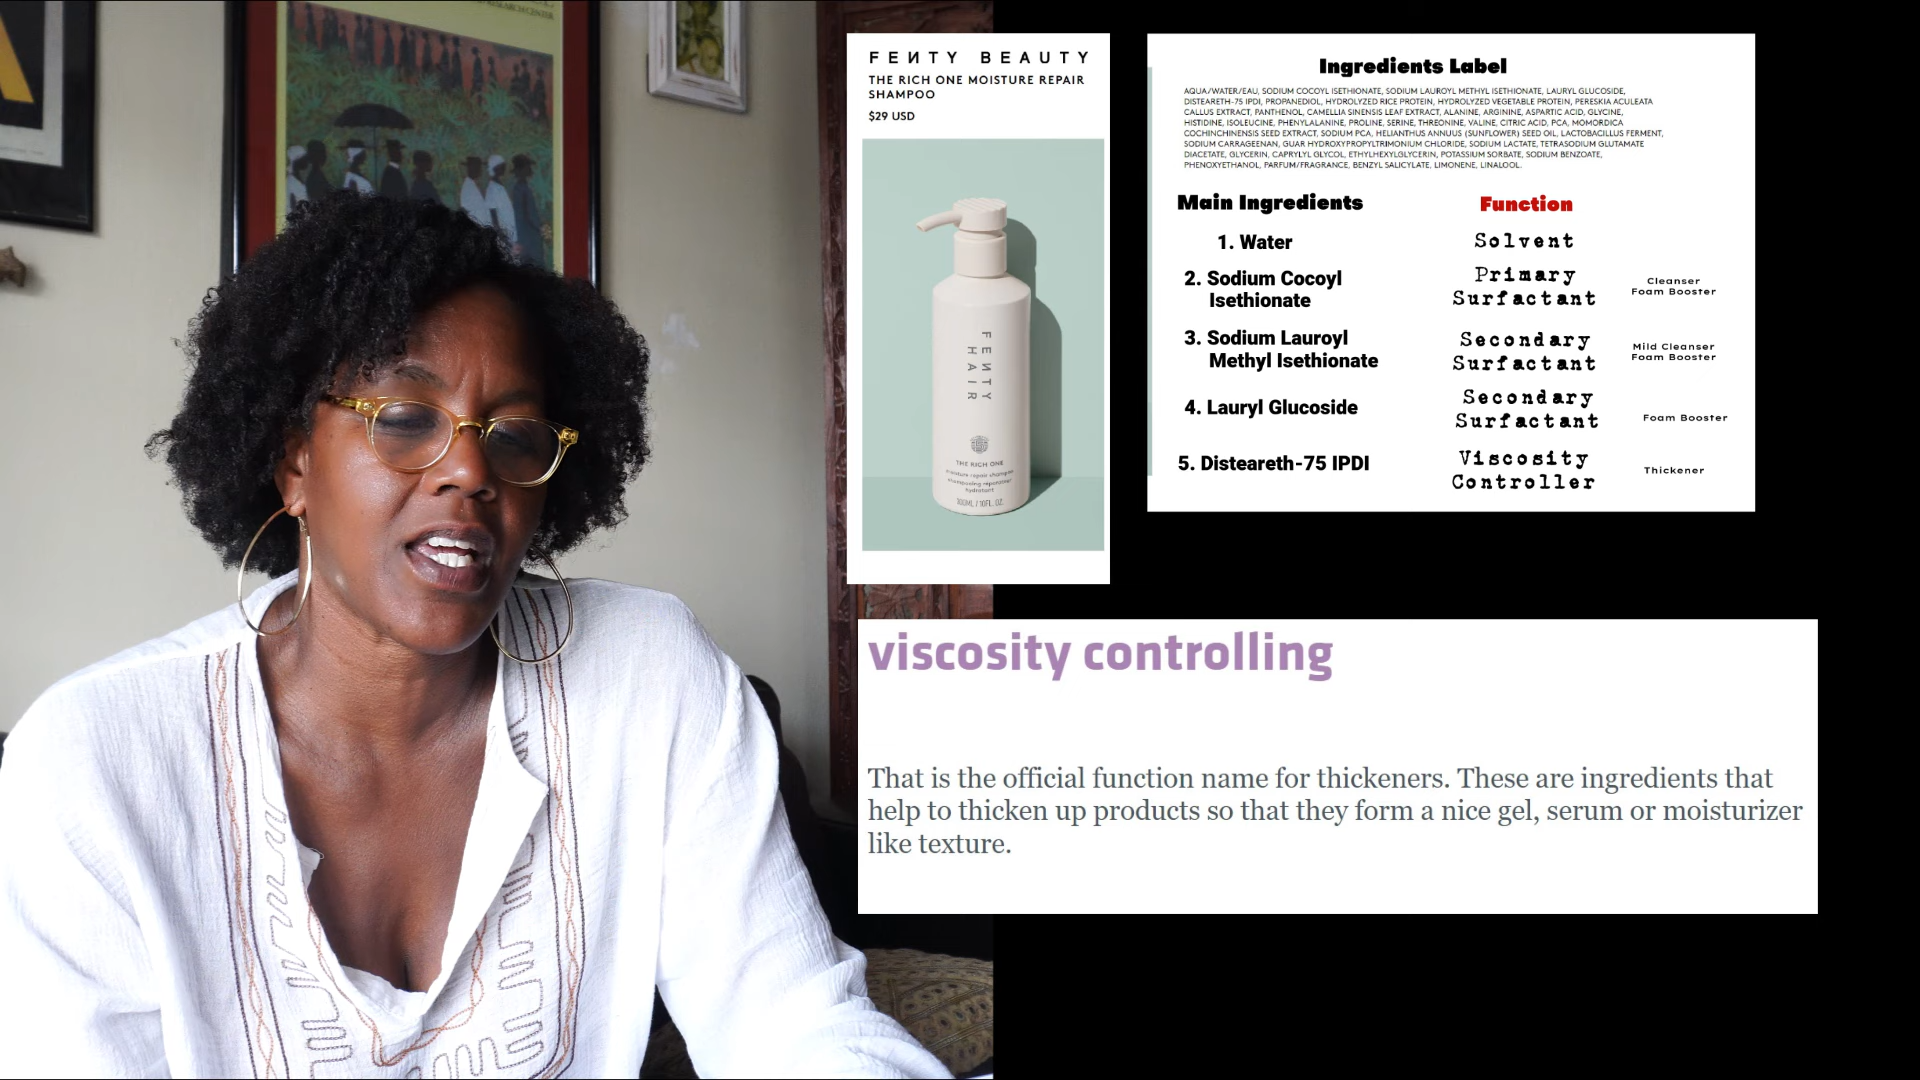 FENTY BEAUTY
THE RICH ONE MOISTURE REPAIR
SHAMPOO
$29 USD
FENTY
HAIR
THE RICH ONE
moisture repair shampoo
shampooing réparateur
hydratant
Ingredients Label
AQUA/WATER/EAU, SODIUM COCOYL ISETHIONATE, SODIUM LAUROYL METHYL ISETHIONATE, LAURYL GLUCOSIDE,
DISTEARETH-75 IPDI, PROPANEDIOL, HYDROLYZED RICE PROTEIN, HYDROLYZED VEGETABLE PROTEIN, PERESKIA ACULEATA
CALLUS EXTRACT, PANTHENOL, CAMELLIA SINENSIS LEAF EXTRACT, ALANINE, ARGININE, ASPARTIC ACID, GLYCINE,
HISTIDINE, ISOLEUCINE, PHENYLALANINE, PROLINE, SERINE, THREONINE, VALINE, CITRIC ACID, PCA, MOMORDICA
COCHINCHINENSIS SEED EXTRACT, SODIUM PCA, HELIANTHUS ANNUUS (SUNFLOWER) SEED OIL, LACTOBACILLUS FERMENT,
SODIUM CARRAGEENAN, GUAR HYDROXYPROPYLTRIMONIUM CHLORIDE, SODIUM LACTATE, TETRASODIUM GLUTAMATE
DIACETATE, GLYCERIN, CAPRYLYL GLYCOL, ETHYLHEXYLGLYCERIN, POTASSIUM SORBATE, SODIUM BENZOATE,
PHENOXYETHANOL, PARFUM/FRAGRANCE, BENZYL SALICYLATE, LIMONENE, LINALOOL.
Main Ingredients Function
1. Water Solvent
2. Sodium Cocoyl Primary Cleanser
Isethionate Surfactant Foam Booster
3. Sodium Lauroyl Secondary Mild Cleanser
Methyl Isethionate Surfactant Foam Booster
4. Lauryl Glucoside Secondary
Surfactant Foam Booster
5. Disteareth-75 IPDI Viscosity Thickener
Controller
viscosity controlling
That is the official function name for thickeners. These are ingredients that
help to thicken up products so that they form a nice gel, serum or moisturizer
like texture.